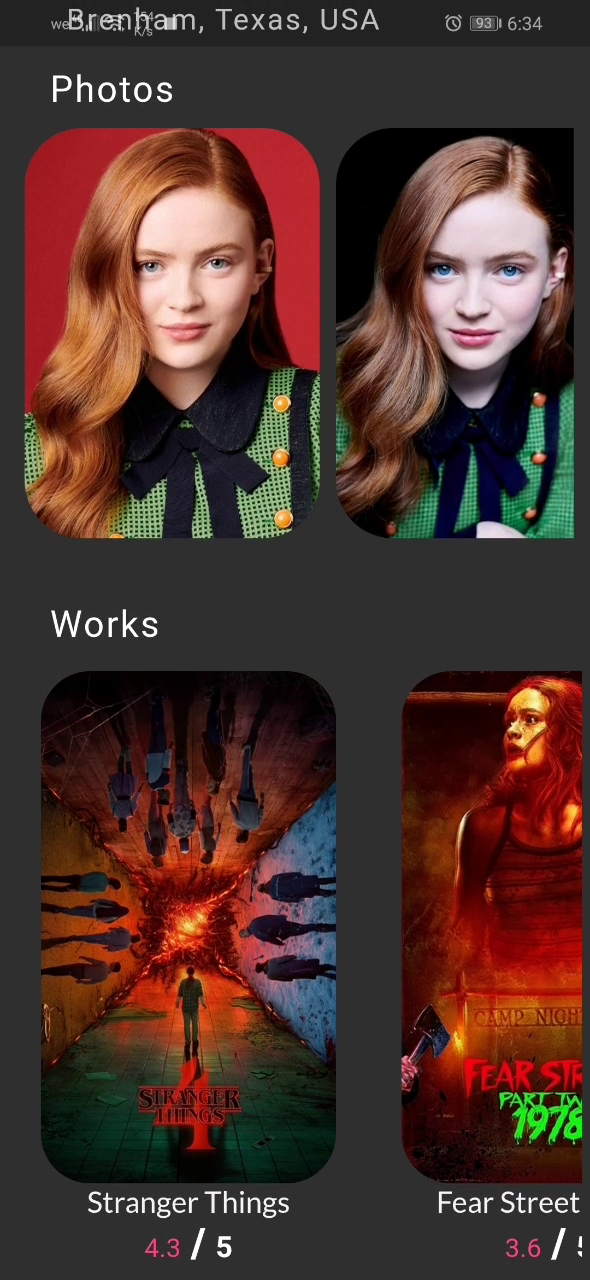 Brenham, Texas, USA
K/s
93 6:34
Photos
Works
CAMP NIGH
STRANGER
THINGS
4
FEAR STR
PART TW
1978
Stranger Things
Fear Street
4.3 / 5
3.6 / 5